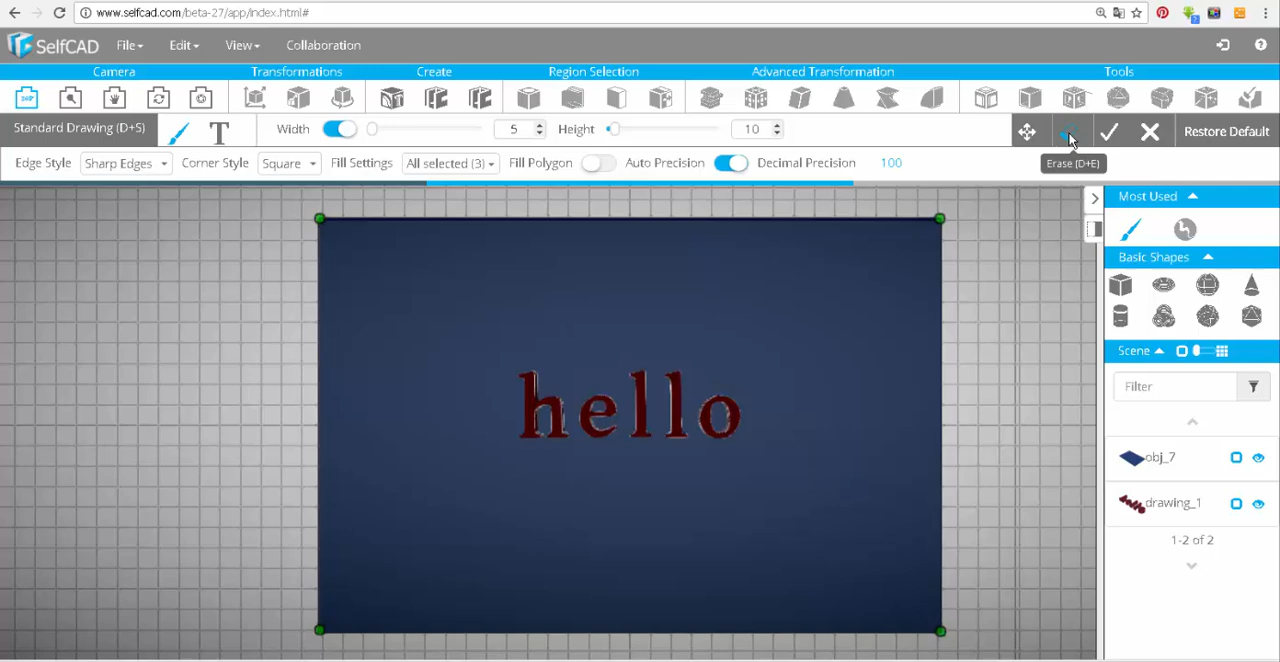 www.selfcad.com/beta-27/app/index.html#
SelfCAD File Edit View Collaboration
Camera Transformations Create Region Selection Advanced Transformation Tools
Standard Drawing (D+S) T Width 5 Height 10 Restore Default
Edge Style Sharp Edges Corner Style Square Fill Settings All selected (3) Fill Polygon Auto Precision Decimal Precision 100
Erase (D+E)
Most Used
Basic Shapes
Scene
Filter
hello
obj_7
drawing_1
1-2 of 2